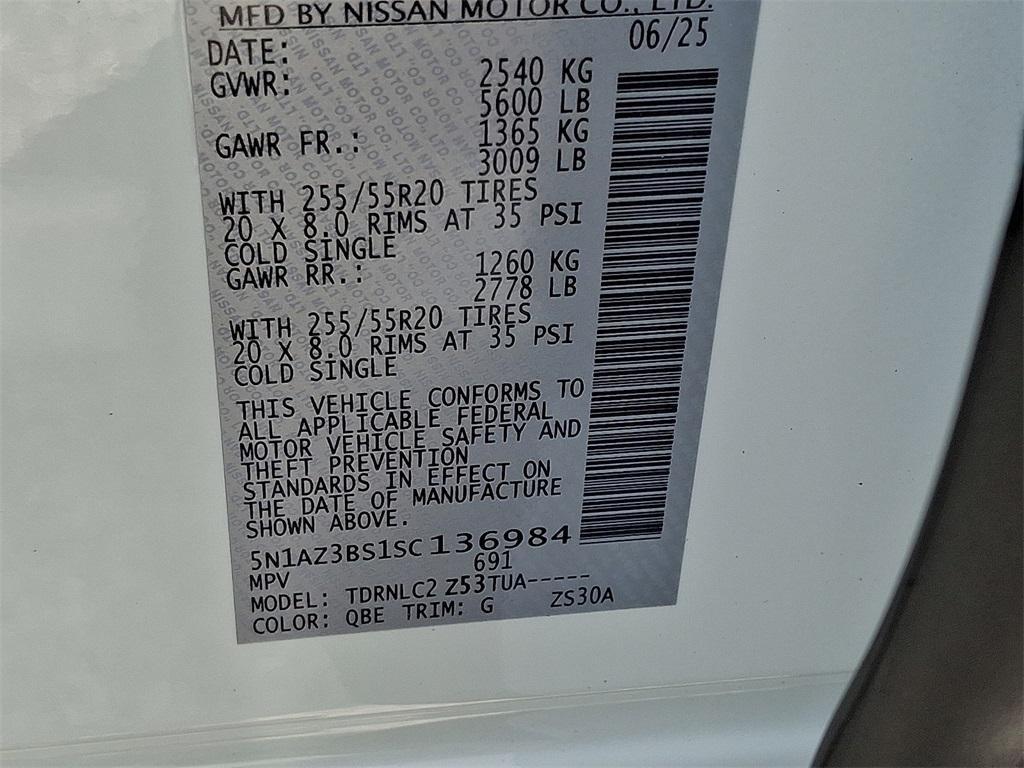 MFD BY NISSAN MOTOR CO., LTD.
DATE: 06/25
GVWR: 2540 KG
5600 LB
GAWR FR.: 1365 KG
3009 LB
WITH 255/55R20 TIRES
20 X 8.0 RIMS AT 35 PSI
COLD SINGLE
GAWR RR.: 1260 KG
2778 LB
WITH 255/55R20 TIRES
20 X 8.0 RIMS AT 35 PSI
COLD SINGLE
THIS VEHICLE CONFORMS TO
ALL APPLICABLE FEDERAL
MOTOR VEHICLE SAFETY AND
THEFT PREVENTION
STANDARDS IN EFFECT ON
THE DATE OF MANUFACTURE
SHOWN ABOVE.
5N1AZ3BS1SC136984
MPV 691
MODEL: TDRNLC2 Z53TUA-----
COLOR: QBE TRIM: G ZS30A